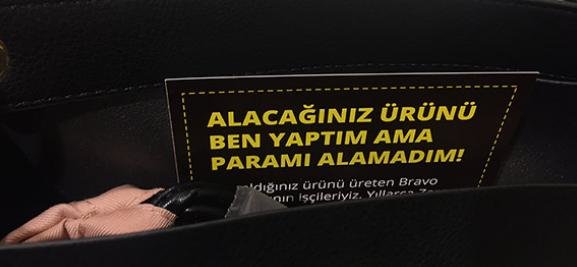 ALACAĞINIZ ÜRÜNÜ
BEN YAPTIM AMA
PARAMI ALAMADIM!
ürünü üreten Bravo
İşçileriyiz. Yıllarca